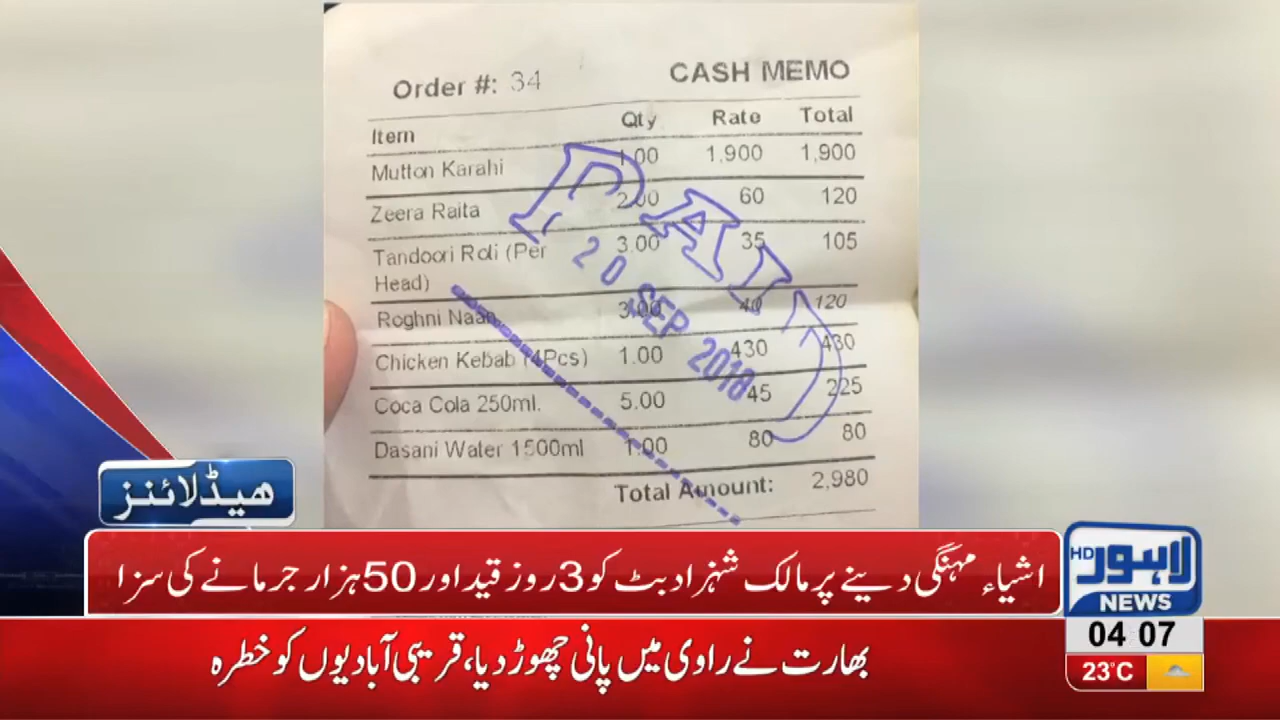 Order #: 34 CASH MEMO
Item Qty Rate Total
Mutton Karahi 1.00 1,900 1,900
Zeera Raita 2.00 60 120
Tandoori Roti (Per Head) 3.00 35 105
Roghni Naan 3.00 40 120
Chicken Kebab (4Pcs) 1.00 430 430
Coca Cola 250ml. 5.00 45 225
Dasani Water 1500ml 1.00 80 80
Total Amount: 2,980
PAID
20 SEP 2018
ھیڈلائنز
اشیاء مہنگی دینے پر مالک شہزاد بٹ کو 3 روز قید اور 50 ہزار جرمانے کی سزا
HD لاہور
NEWS
بھارت نے راوی میں پانی چھوڑ دیا، قریبی آبادیوں کو خطرہ
04 07
23°C